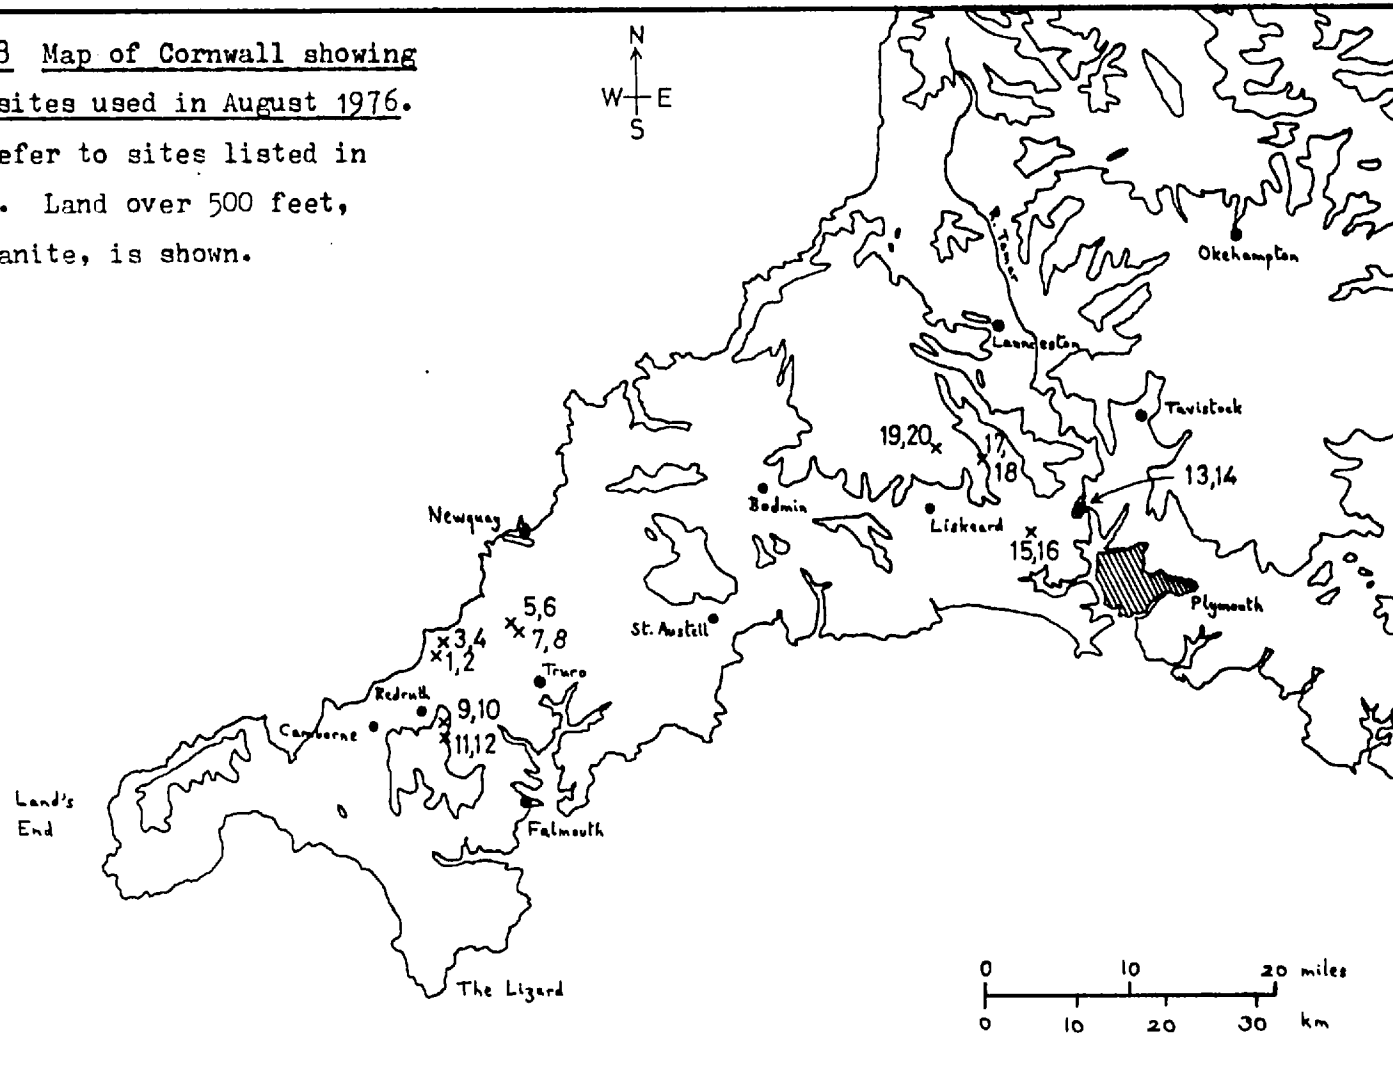 3 Map of Cornwall showing
sites used in August 1976.
efer to sites listed in
. Land over 500 feet,
anite, is shown.
N
W E
S
R. Tamar
Okehampton
Launceston
Tavistock
19,20
17,
18
13,14
Bodmin
Liskeard
15,16
Newquay
Plymouth
5,6
7,8
St. Austell
3,4
1,2
Truro
Redruth
9,10
Camborne
11,12
Land's
End
Falmouth
The Lizard
0 10 20 miles
0 10 20 30 km